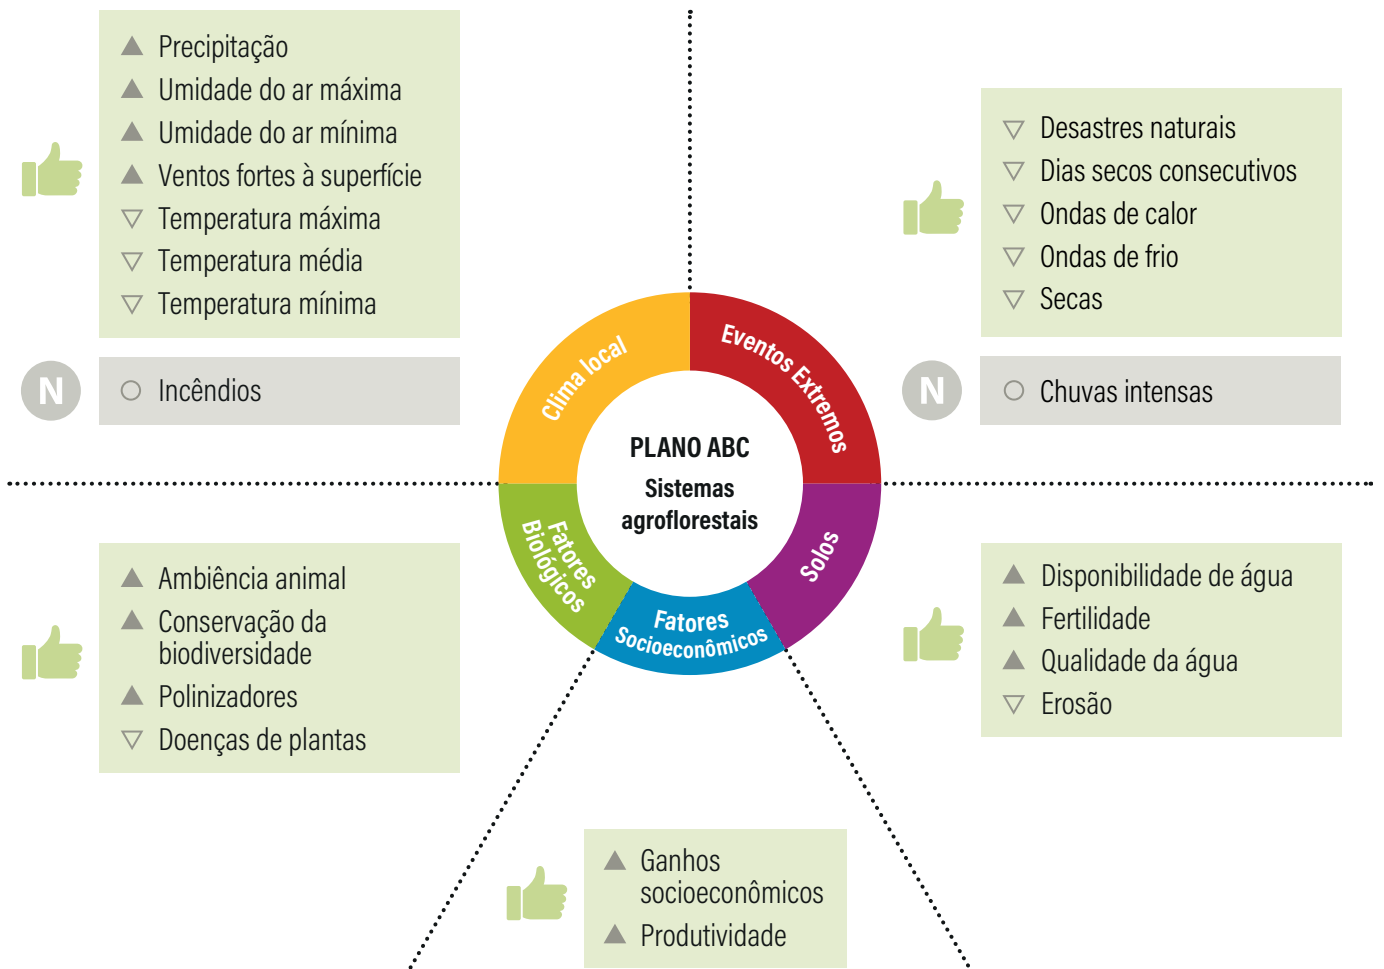 Precipitação
Umidade do ar máxima
Umidade do ar mínima
Ventos fortes à superfície
Temperatura máxima
Temperatura média
Temperatura mínima
N
Incêndios
Desastres naturais
Dias secos consecutivos
Ondas de calor
Ondas de frio
Secas
N
Chuvas intensas
Clima local
Eventos Extremos
PLANO ABC
Sistemas
agroflorestais
Fatores
Biológicos
Fatores
Socioeconômicos
Solos
Ambiência animal
Conservação da
biodiversidade
Polinizadores
Doenças de plantas
Disponibilidade de água
Fertilidade
Qualidade da água
Erosão
Ganhos
socioeconômicos
Produtividade